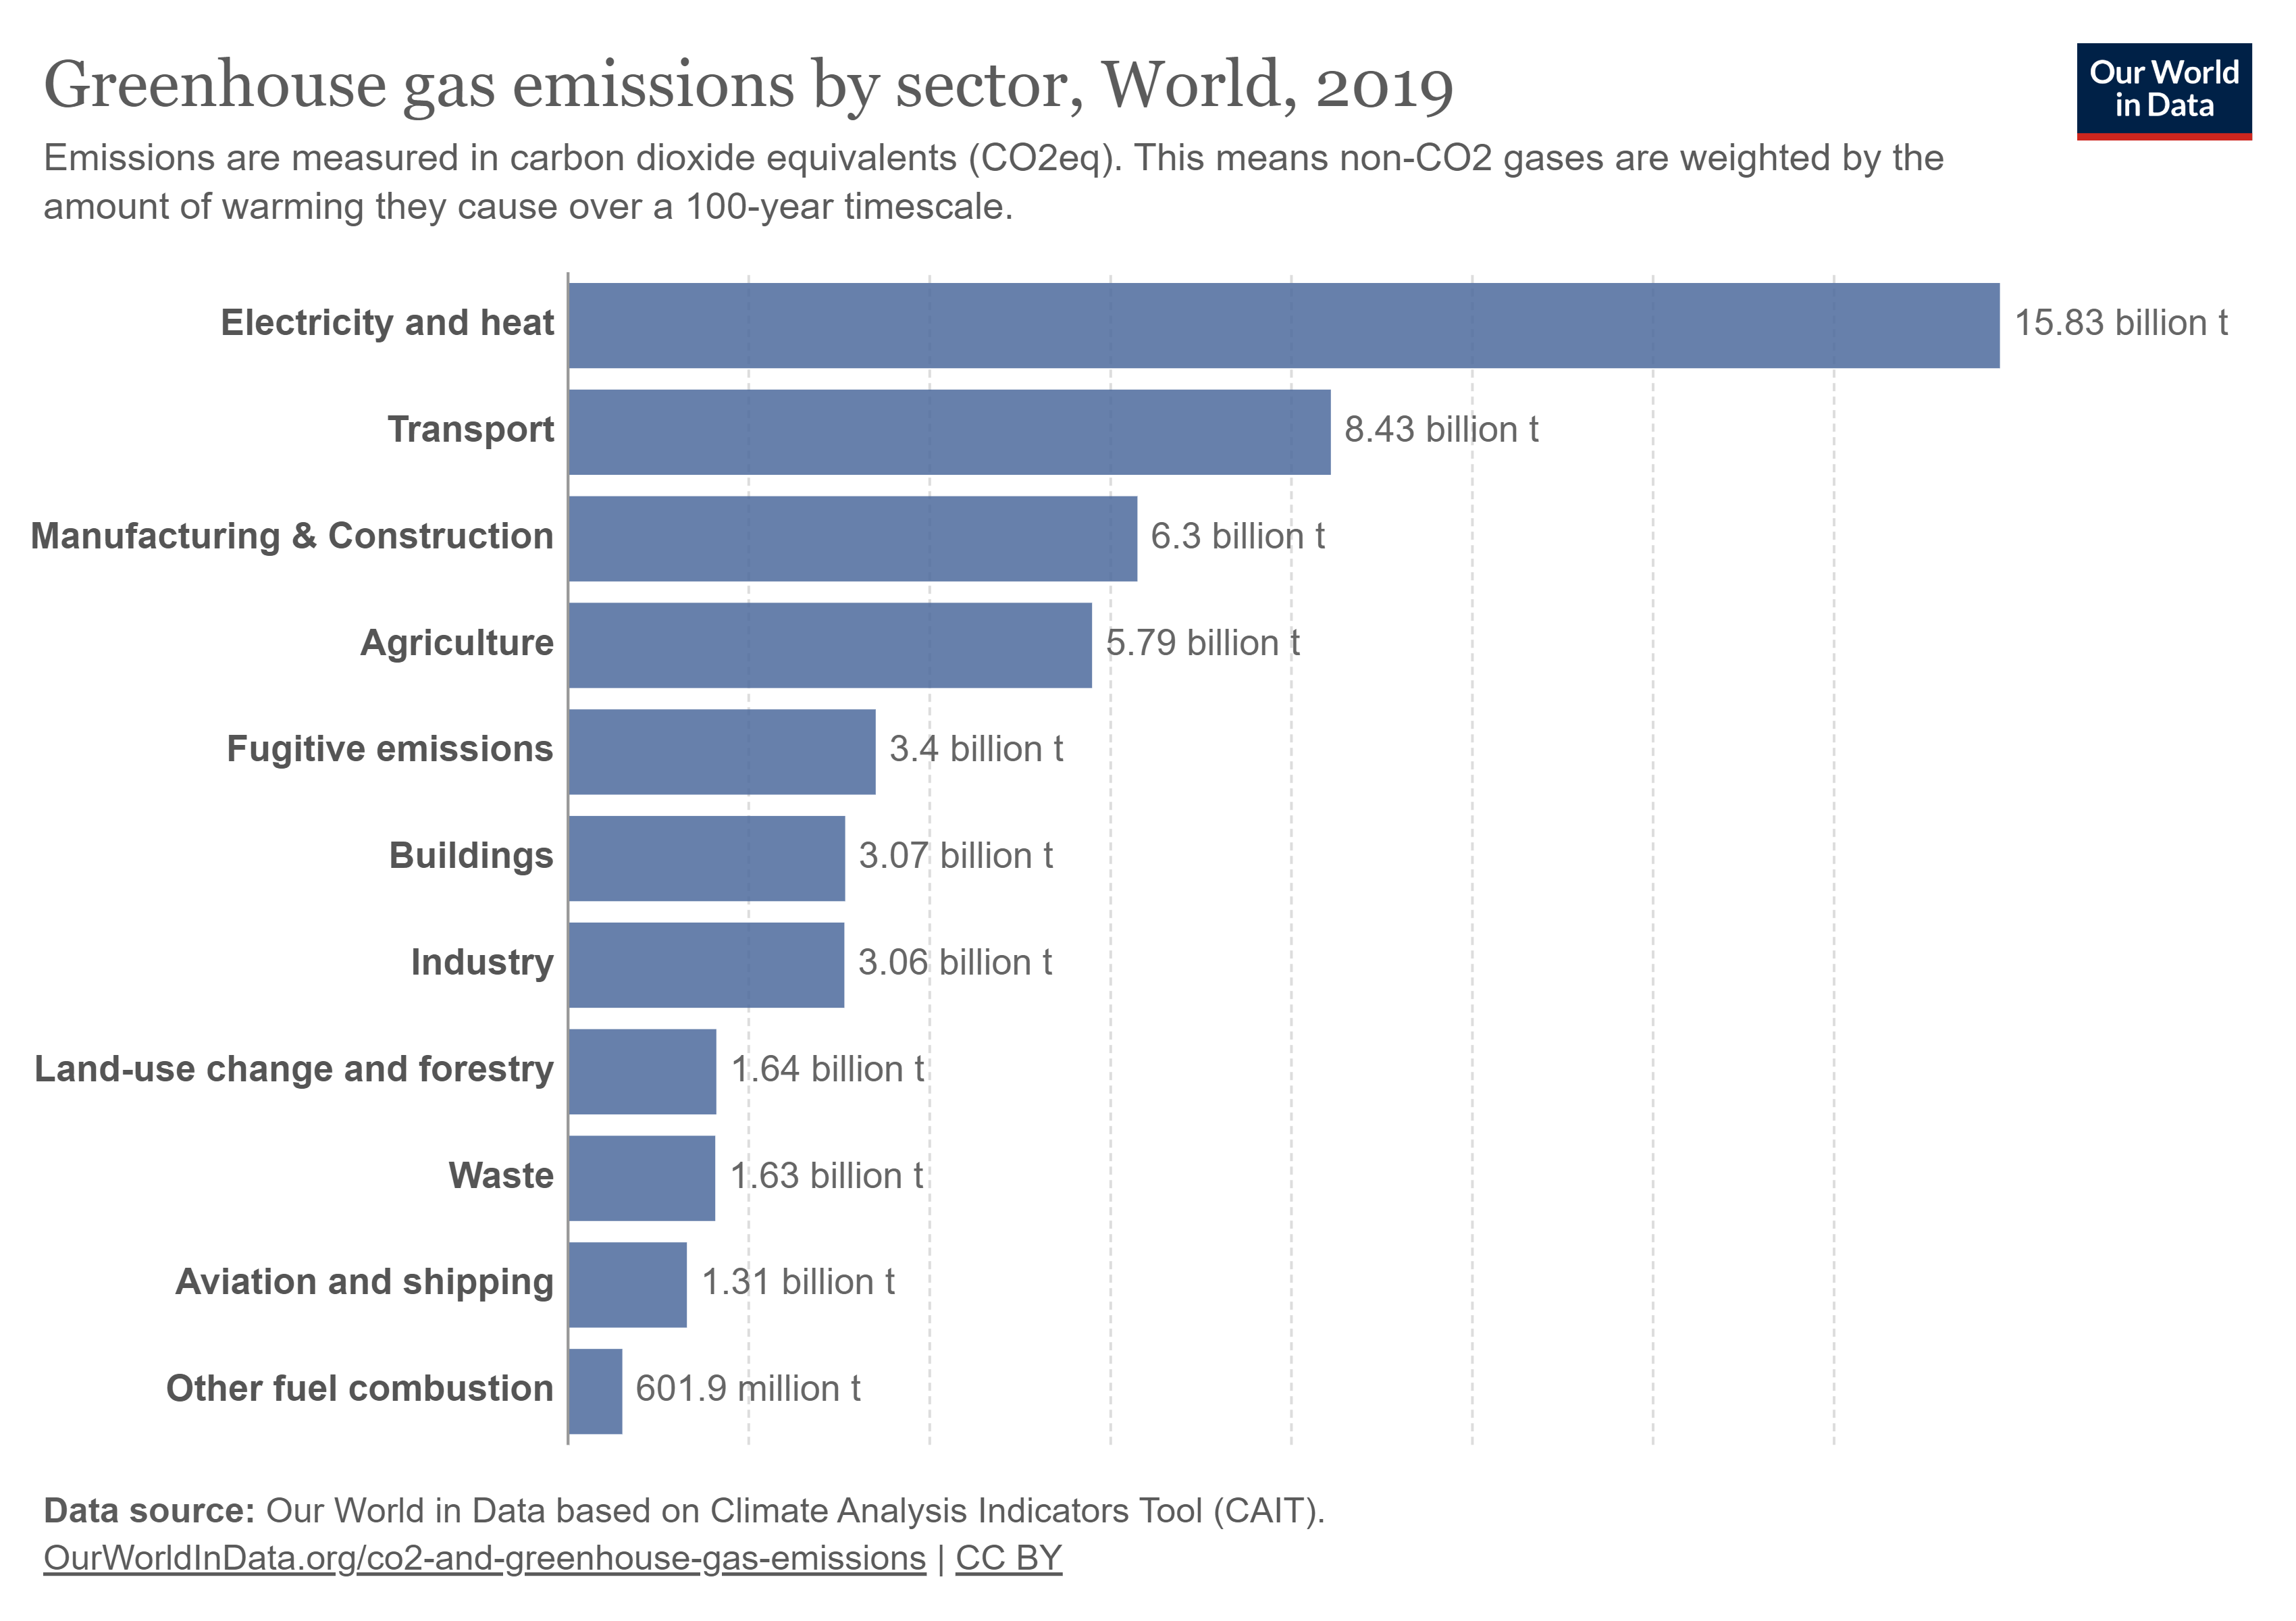 Greenhouse gas emissions by sector, World, 2019
Our World
in Data
Emissions are measured in carbon dioxide equivalents (CO2eq). This means non-CO2 gases are weighted by the
amount of warming they cause over a 100-year timescale.
Electricity and heat 15.83 billion t
Transport 8.43 billion t
Manufacturing & Construction 6.3 billion t
Agriculture 5.79 billion t
Fugitive emissions 3.4 billion t
Buildings 3.07 billion t
Industry 3.06 billion t
Land-use change and forestry 1.64 billion t
Waste 1.63 billion t
Aviation and shipping 1.31 billion t
Other fuel combustion 601.9 million t
Data source: Our World in Data based on Climate Analysis Indicators Tool (CAIT).
OurWorldInData.org/co2-and-greenhouse-gas-emissions | CC BY